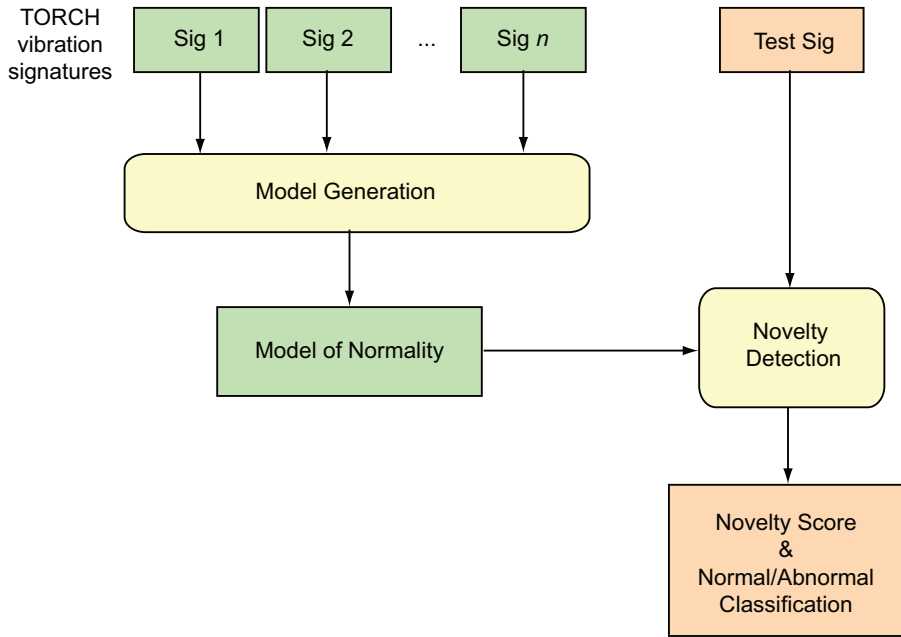 TORCH
vibration
signatures
Sig 1
Sig 2
...
Sig n
Test Sig
Model Generation
Model of Normality
Novelty
Detection
Novelty Score
&
Normal/Abnormal
Classification